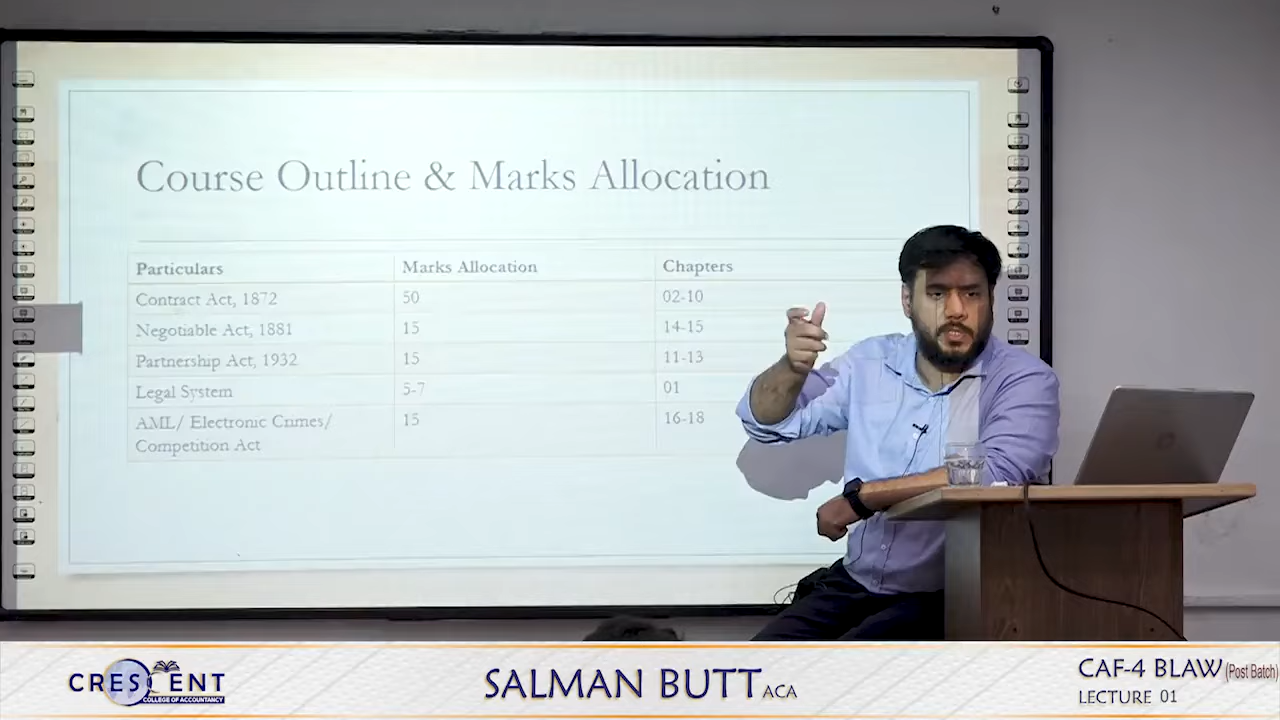 Course Outline & Marks Allocation
Particulars Marks Allocation Chapters
Contract Act, 1872 50 02-10
Negotiable Act, 1881 15 14-15
Partnership Act, 1932 15 11-13
Legal System 5-7 01
AML/ Electronic Crimes/ 15 16-18
Competition Act
CRESCENT
COLLEGE OF ACCOUNTANCY
SALMAN BUTT ACA
CAF-4 BLAW (Post Batch)
LECTURE 01